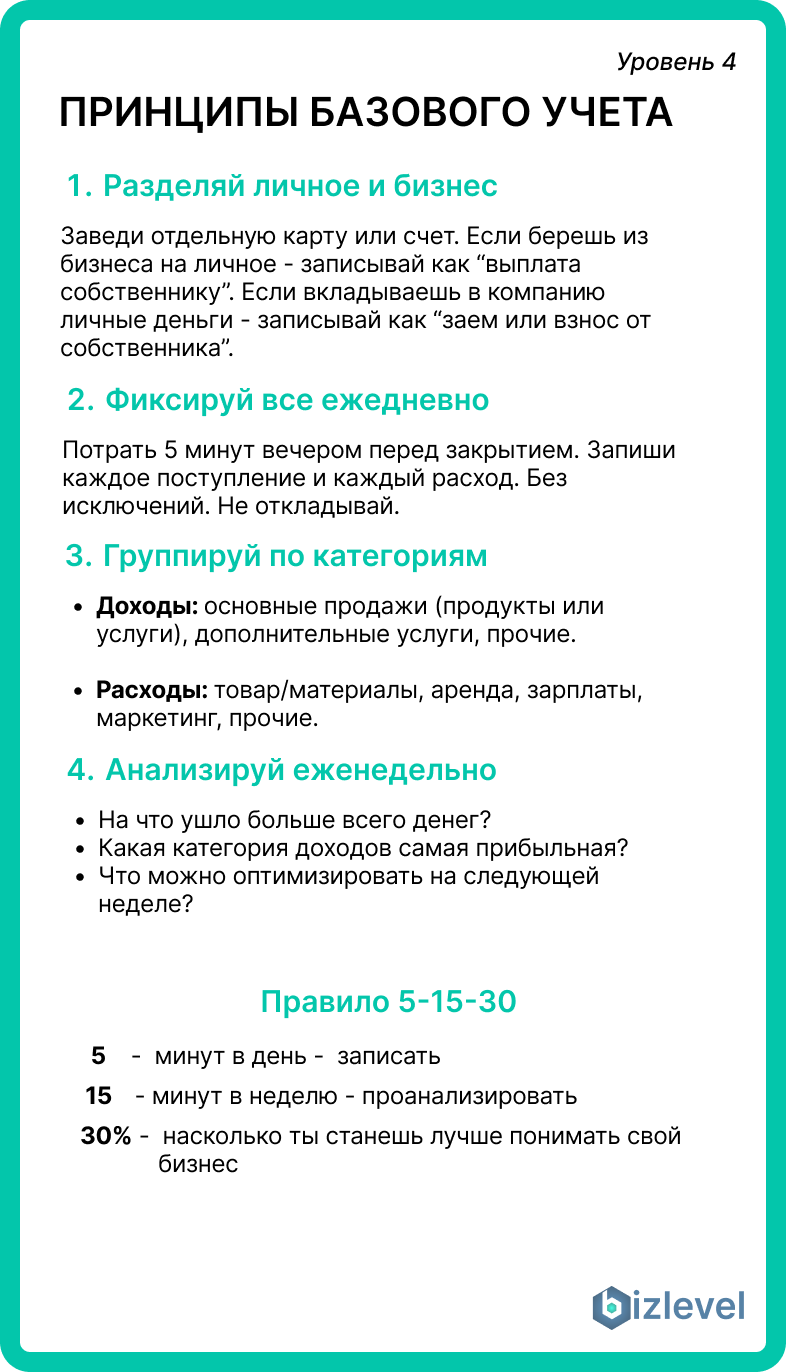 Уровень 4
ПРИНЦИПЫ БАЗОВОГО УЧЕТА
1. Разделяй личное и бизнес
Заведи отдельную карту или счет. Если берешь из
бизнеса на личное - записывай как “выплата
собственнику”. Если вкладываешь в компанию
личные деньги - записывай как “заем или взнос от
собственника”.
2. Фиксируй все ежедневно
Потрать 5 минут вечером перед закрытием. Запиши
каждое поступление и каждый расход. Без
исключений. Не откладывай.
3. Группируй по категориям
• Доходы: основные продажи (продукты или
услуги), дополнительные услуги, прочие.
• Расходы: товар/материалы, аренда, зарплаты,
маркетинг, прочие.
4. Анализируй еженедельно
• На что ушло больше всего денег?
• Какая категория доходов самая прибыльная?
• Что можно оптимизировать на следующей
неделе?
Правило 5-15-30
5 - минут в день - записать
15 - минут в неделю - проанализировать
30% - насколько ты станешь лучше понимать свой
бизнес
bizlevel